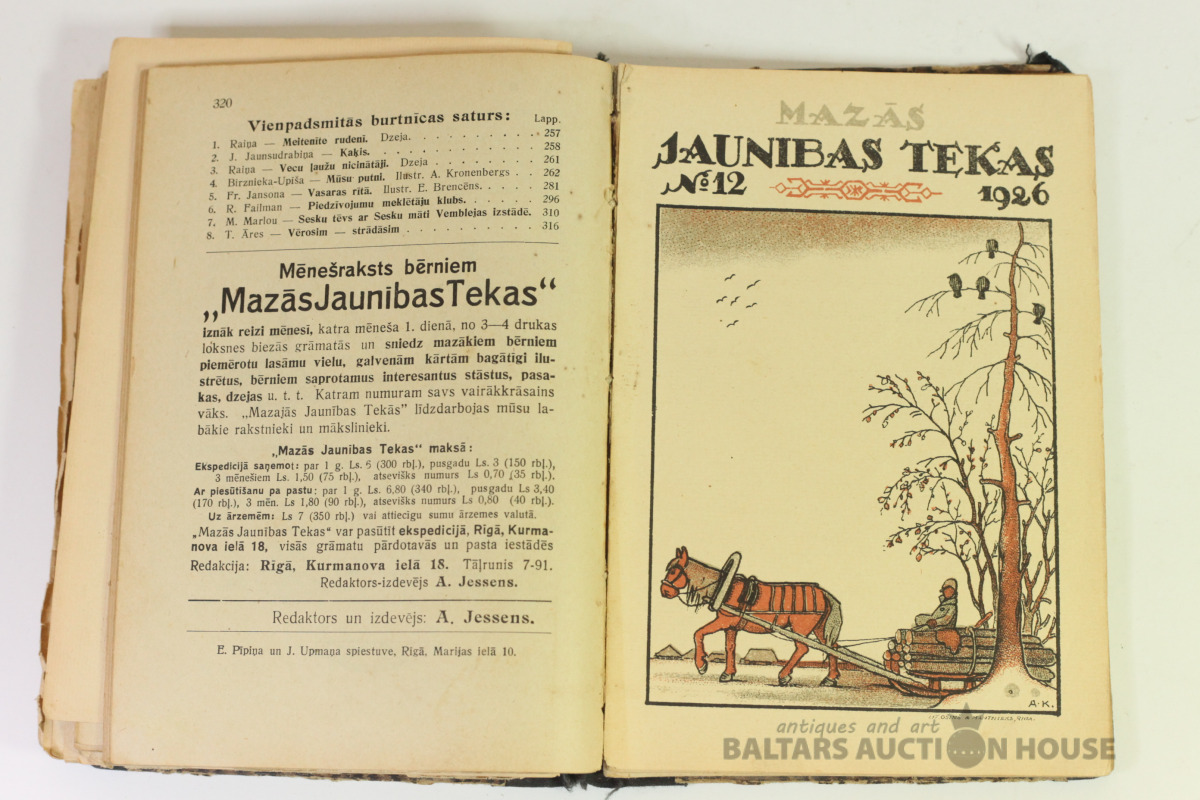 320
Vienpadsmitās burtnīcas saturs: Lapp.
1. Raiņa — Meitenīte rudenī. Dzeja. 257
2. J. Jaunsudrabiņa — Kaķis. 258
3. Raiņa — Vecu ļaužu nicinātāji. Dzeja 261
4. Birznieka-Upiša — Mūsu putni. Ilustr. A. Kronenbergs 262
5. Fr. Jansona — Vasaras rītā. Ilustr. E. Brencēns. 281
6. R. Failman — Piedzīvojumu meklētāju klubs. 296
7. M. Marlou — Sesku tēvs ar Sesku māti Vemblejas izstādē. 310
8. T. Āres — Vērosim — strādāsim 316
Mēnešraksts bērniem
„Mazās Jaunības Tekas“
iznāk reizi mēnesī, katra mēneša 1. dienā, no 3—4 drukas
loksnes biezās grāmatās un sniedz mazākiem bērniem
piemērotu lasāmu vielu, galvenām kārtām bagātīgi ilu-
strētus, bērniem saprotamus interesantus stāstus, pasa-
kas, dzejas u. t. t. Katram numuram savs vairākkrāsains
vāks. „Mazajās Jaunības Tekās” līdzdarbojas mūsu la-
bākie rakstnieki un mākslinieki.
„Mazās Jaunības Tekas“ maksā:
Ekspedicijā saņemot: par 1 g. Ls. 6 (300 rbļ.), pusgadu Ls. 3 (150 rbļ.),
3 mēnešiem Ls. 1,50 (75 rbļ.), atsevišks numurs Ls 0,70 (35 rbļ.).
Ar piesūtīšanu pa pastu: par 1 g. Ls. 6,80 (340 rbļ.), pusgadu Ls 3,40
(170 rbļ.), 3 mēn. Ls 1,80 (90 rbļ.), atsevišks numurs Ls 0,80 (40 rbļ.).
Uz ārzemēm: Ls 7 (350 rbļ.) vai attiecīgu sumu ārzemes valutā.
„Mazās Jaunības Tekas“ var pasūtīt ekspedicijā, Rīgā, Kurma-
nova ielā 18, visās grāmatu pārdotavās un pasta iestādēs
Redakcija: Rīgā, Kurmanova ielā 18. Tāļrunis 7-91.
Redaktors-izdevējs A. Jessens.
Redaktors un izdevējs: A. Jessens.
E. Pīpiņa un J. Upmaņa spiestuve, Rīgā, Marijas ielā 10.
MAZĀS
JAUNIBAS TEKAS
№ 12 1926
A·K.
antiques and art
BALTARS AUCTION HOUSE